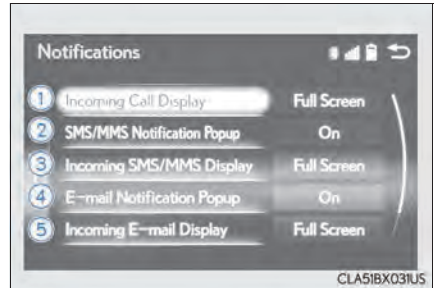 Notifications
1 Incoming Call Display Full Screen
2 SMS/MMS Notification Popup On
3 Incoming SMS/MMS Display Full Screen
4 E-mail Notification Popup On
5 Incoming E-mail Display Full Screen
CLA51BX031US